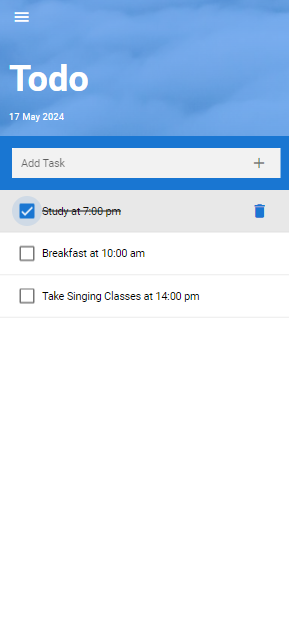 Todo
17 May 2024
Add Task
Study at 7:00 pm
Breakfast at 10:00 am
Take Singing Classes at 14:00 pm